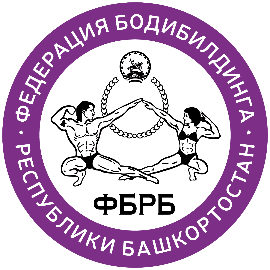 ФЕДЕРАЦИЯ БОДИБИЛДИНГА
РЕСПУБЛИКИ БАШКОРТОСТАН
ФБРБ